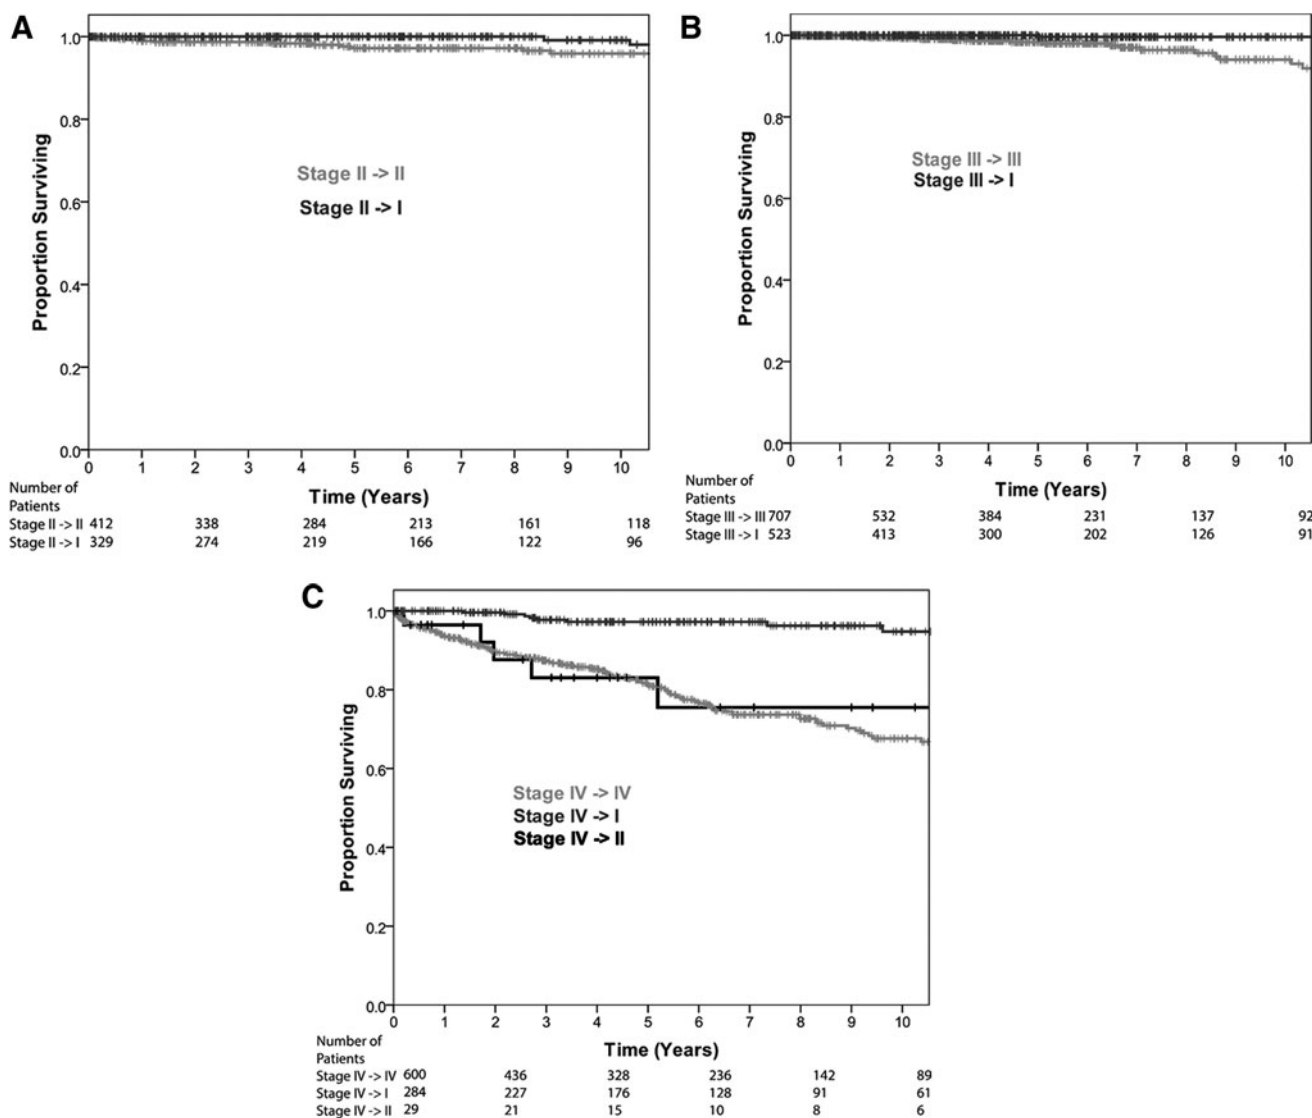 A
Proportion Surviving
1.0
0.8
0.6
0.4
0.2
0.0
Stage II -> II
Stage II -> I
0 1 2 3 4 5 6 7 8 9 10
Time (Years)
Number of
Patients
Stage II -> II 412 338 284 213 161 118
Stage II -> I 329 274 219 166 122 96
B
Proportion Surviving
1.0
0.8
0.6
0.4
0.2
0.0
Stage III -> III
Stage III -> I
0 1 2 3 4 5 6 7 8 9 10
Time (Years)
Number of
Patients
Stage III -> III 707 532 384 231 137 92
Stage III -> I 523 413 300 202 126 91
C
Proportion Surviving
1.0
0.8
0.6
0.4
0.2
0.0
Stage IV -> IV
Stage IV -> I
Stage IV -> II
0 1 2 3 4 5 6 7 8 9 10
Time (Years)
Number of
Patients
Stage IV -> IV 600 436 328 236 142 89
Stage IV -> I 284 227 176 128 91 61
Stage IV -> II 29 21 15 10 8 6